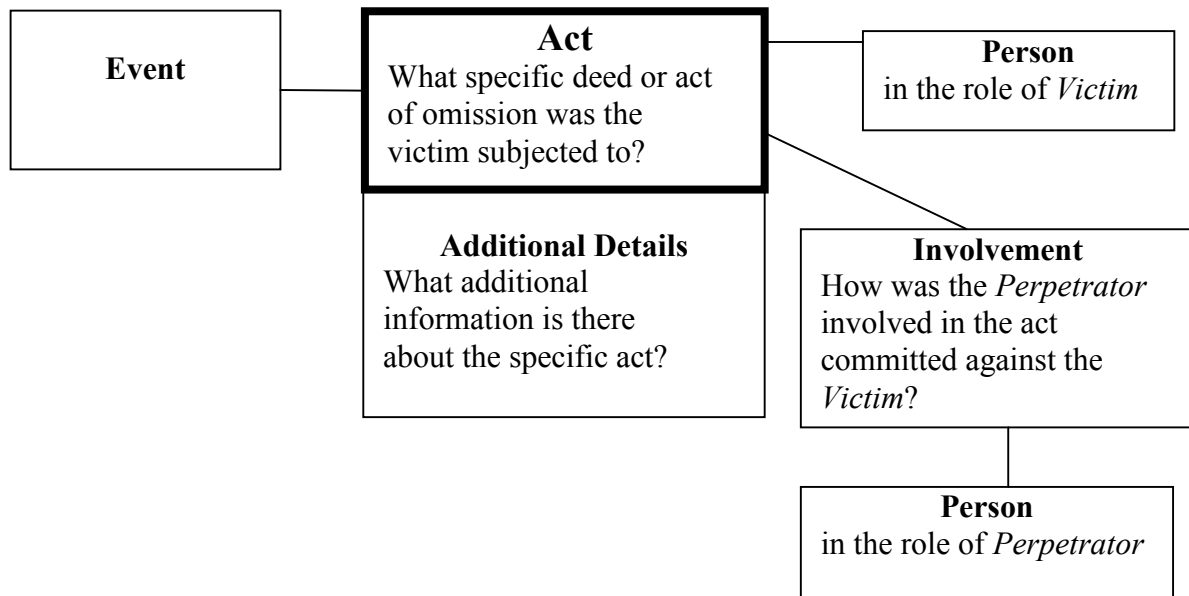 Event
Act
What specific deed or act
of omission was the
victim subjected to?
Person
in the role of Victim
Additional Details
What additional
information is there
about the specific act?
Involvement
How was the Perpetrator
involved in the act
committed against the
Victim?
Person
in the role of Perpetrator